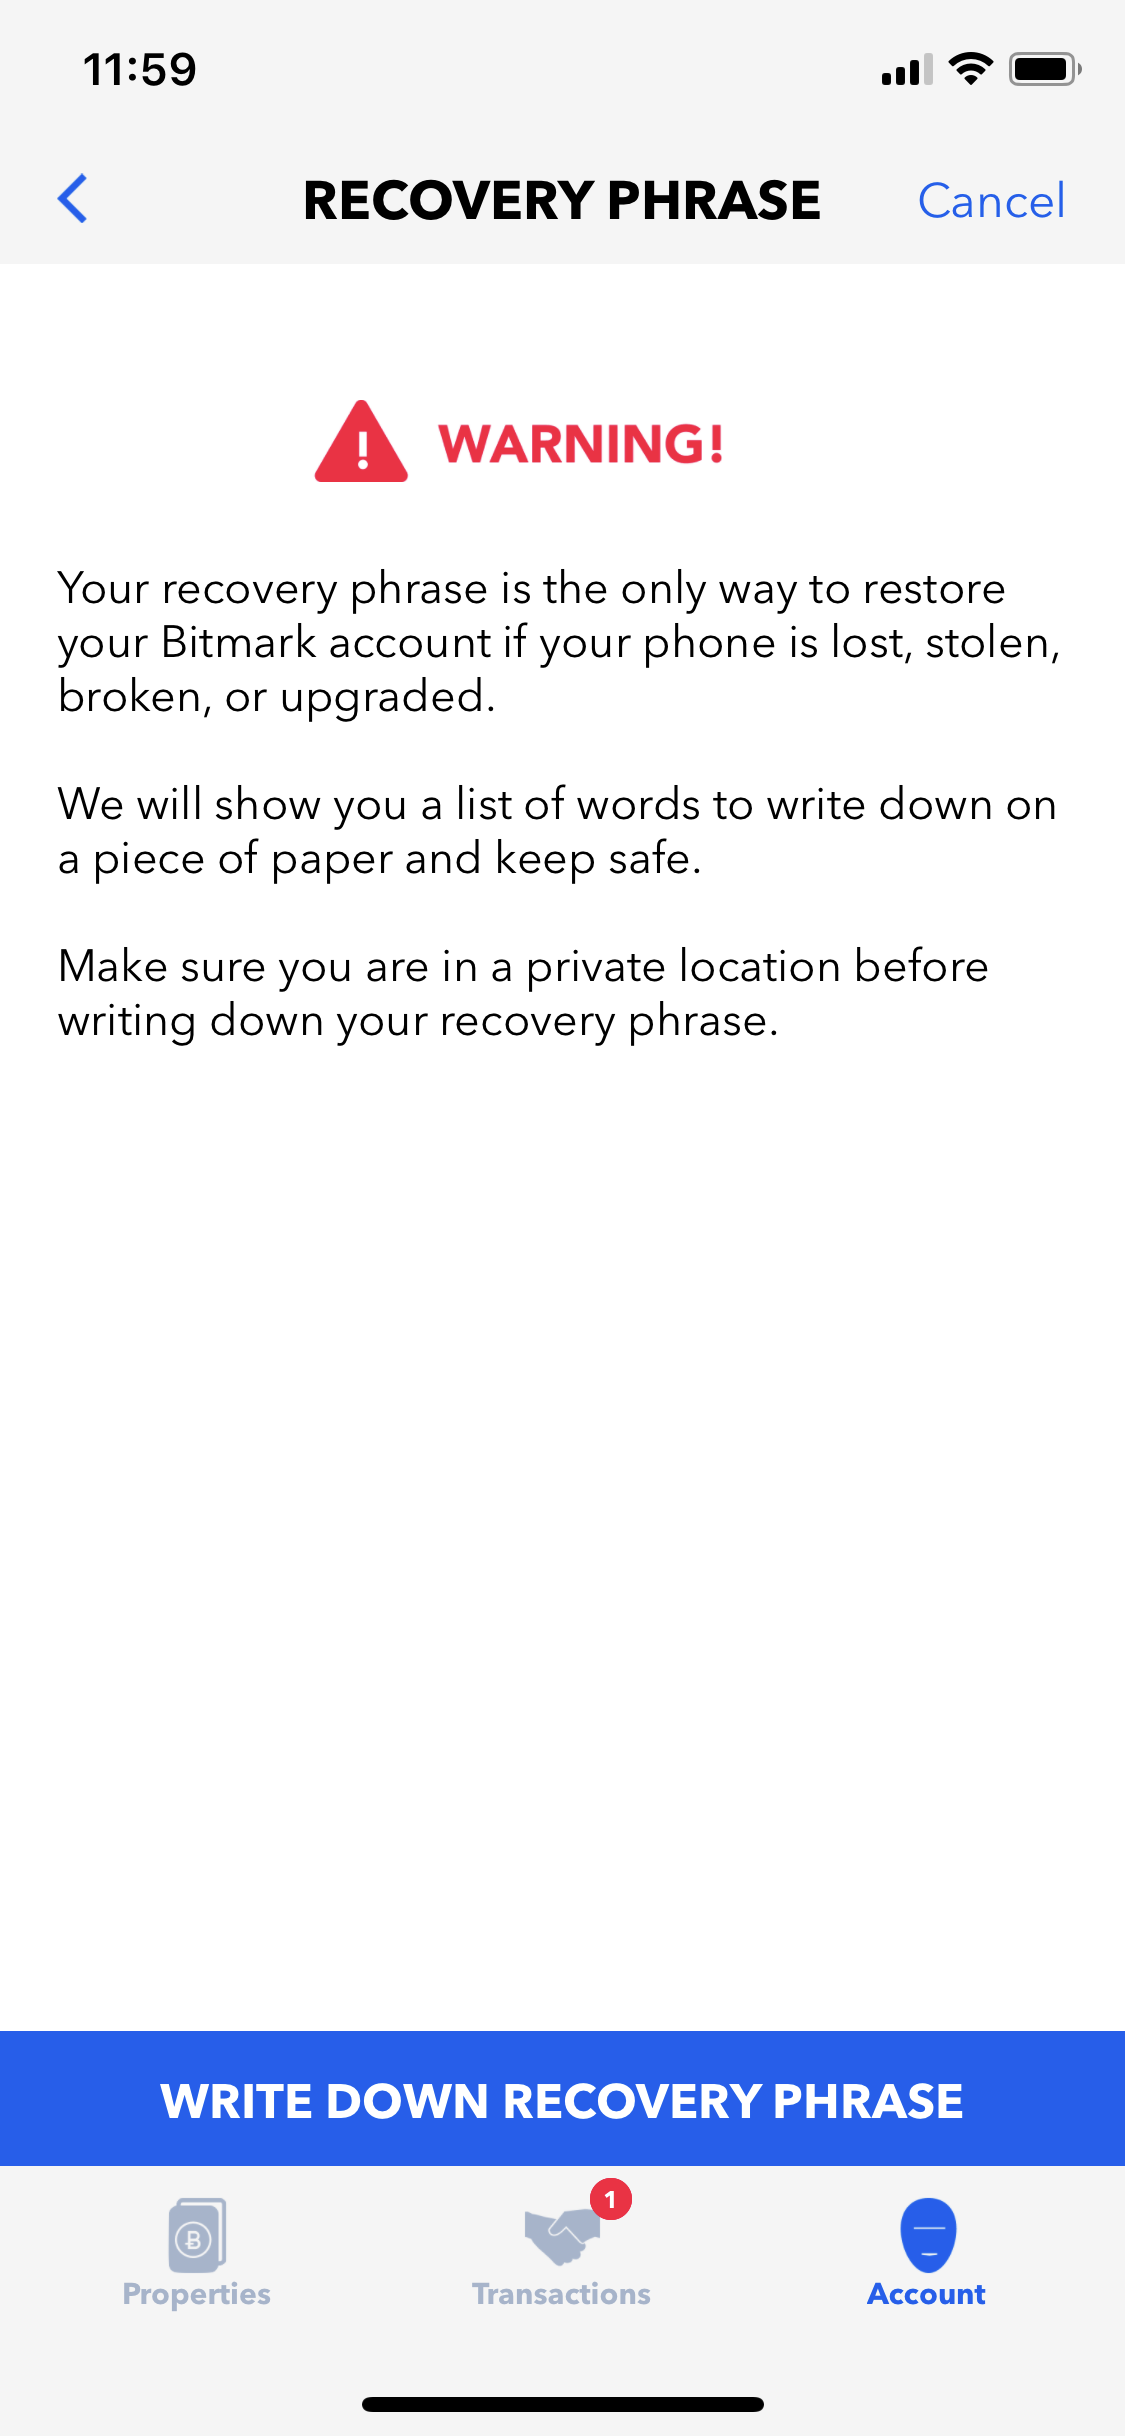 11:59
RECOVERY PHRASE
Cancel
WARNING!
Your recovery phrase is the only way to restore
your Bitmark account if your phone is lost, stolen,
broken, or upgraded.
We will show you a list of words to write down on
a piece of paper and keep safe.
Make sure you are in a private location before
writing down your recovery phrase.
WRITE DOWN RECOVERY PHRASE
1
Properties
Transactions
Account